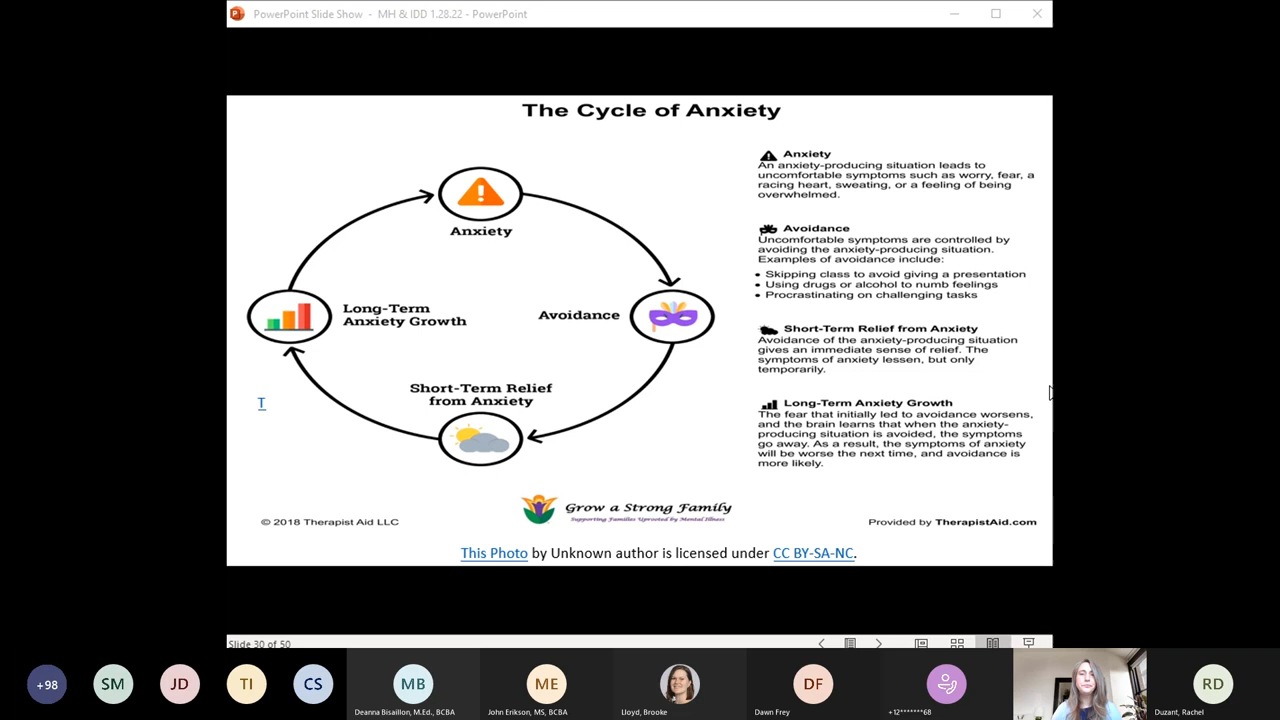 PowerPoint Slide Show - MH & IDD 1.28.22 - PowerPoint
The Cycle of Anxiety
Anxiety
Avoidance
Short-Term Relief
from Anxiety
Long-Term
Anxiety Growth
T
Anxiety
An anxiety-producing situation leads to
uncomfortable symptoms such as worry, fear, a
racing heart, sweating, or a feeling of being
overwhelmed.
Avoidance
Uncomfortable symptoms are controlled by
avoiding the anxiety-producing situation.
Examples of avoidance include:
• Skipping class to avoid giving a presentation
• Using drugs or alcohol to numb feelings
• Procrastinating on challenging tasks
Short-Term Relief from Anxiety
Avoidance of the anxiety-producing situation
gives an immediate sense of relief. The
symptoms of anxiety lessen, but only
temporarily.
Long-Term Anxiety Growth
The fear that initially led to avoidance worsens,
and the brain learns that when the anxiety-
producing situation is avoided, the symptoms
go away. As a result, the symptoms of anxiety
will be worse the next time, and avoidance is
more likely.
© 2018 Therapist Aid LLC
Grow a Strong Family
Supporting Families Uprooted by Mental Illness
Provided by TherapistAid.com
This Photo by Unknown author is licensed under CC BY-SA-NC.
Slide 30 of 50
+98
SM
JD
TI
CS
MB
Deanna Bisaillon, M.Ed., BCBA
ME
John Erikson, MS, BCBA
Lloyd, Brooke
DF
Dawn Frey
+12*******68
RD
Duzant, Rachel